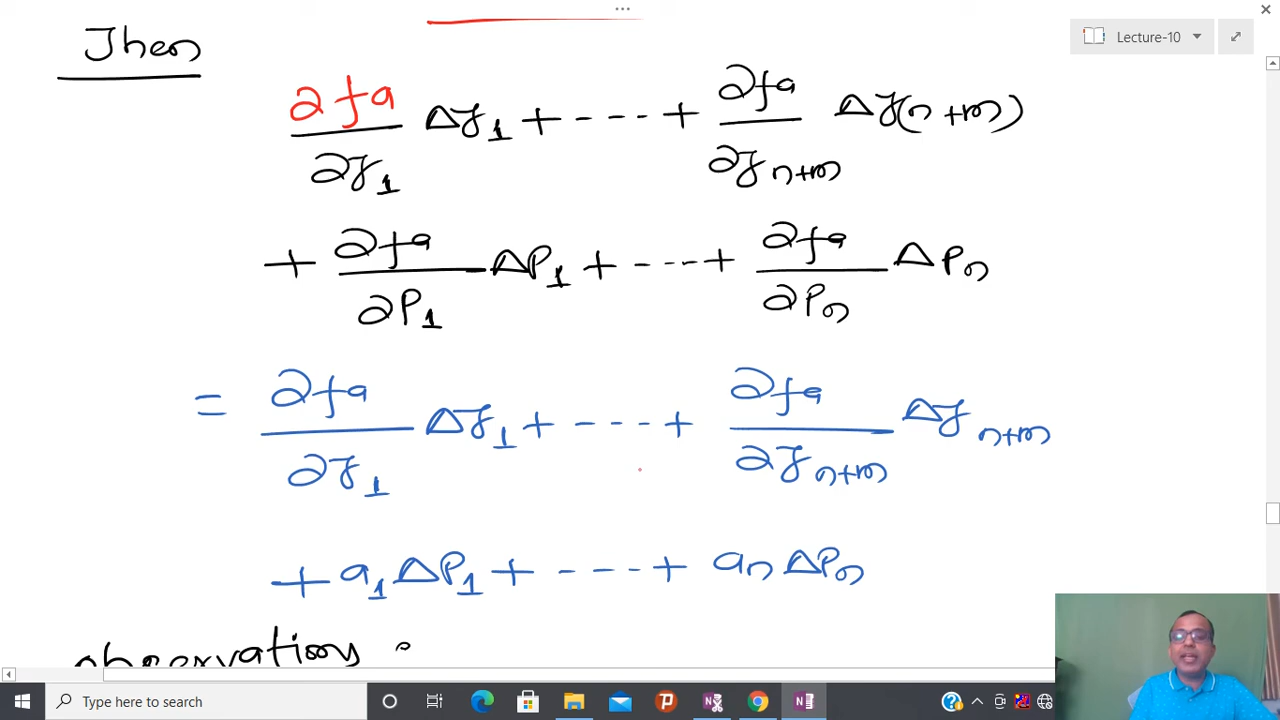 ...
Lecture-10
Then
∂fa/∂y₁ Δy₁ + ---- + ∂fa/∂yₙ₊ₘ Δy(n+m)
+ ∂fa/∂P₁ ΔP₁ + ---- + ∂fa/∂Pₙ ΔPₙ
= ∂fa/∂y₁ Δy₁ + ---- + ∂fa/∂yₙ₊ₘ Δyₙ₊ₘ
+ a₁ ΔP₁ + ---- + aₙ ΔPₙ
observations :
Type here to search